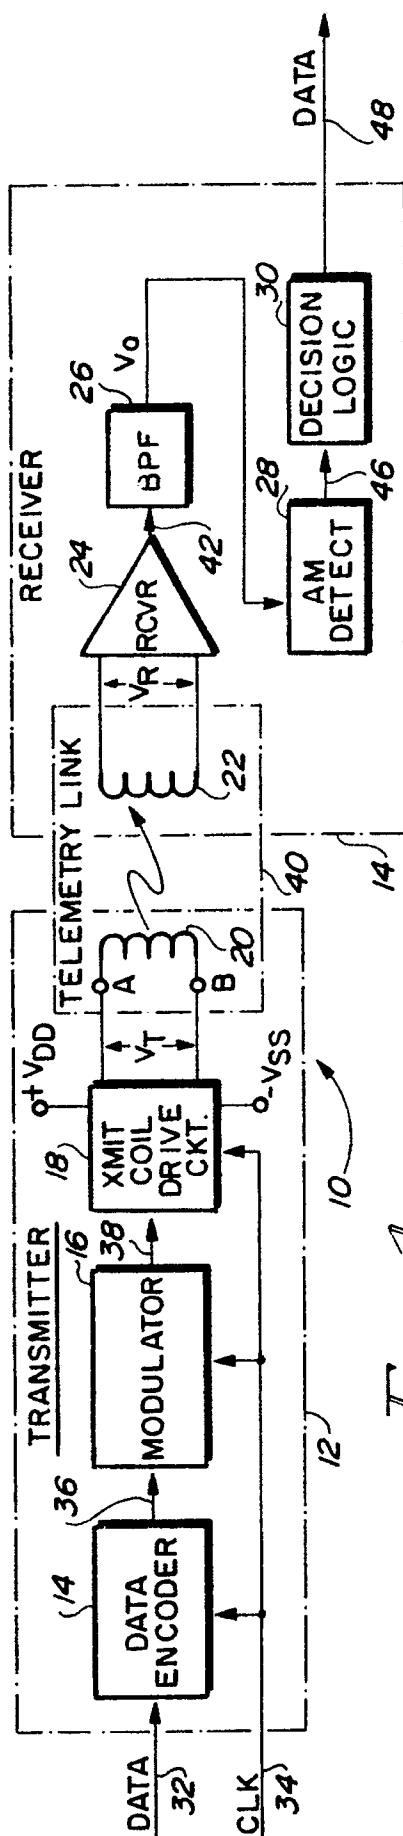 TRANSMITTER
DATA
32
CLK
34
14
DATA
ENCODER
36
16
MODULATOR
38
18
XMIT
COIL
DRIVE
CKT.
+VDD
-VSS
VT
A
B
20
12
10
TELEMETRY LINK
40
22
RECEIVER
VR
24
RCVR
42
26
BPF
VO
28
AM
DETECT
46
30
DECISION
LOGIC
DATA
48
14